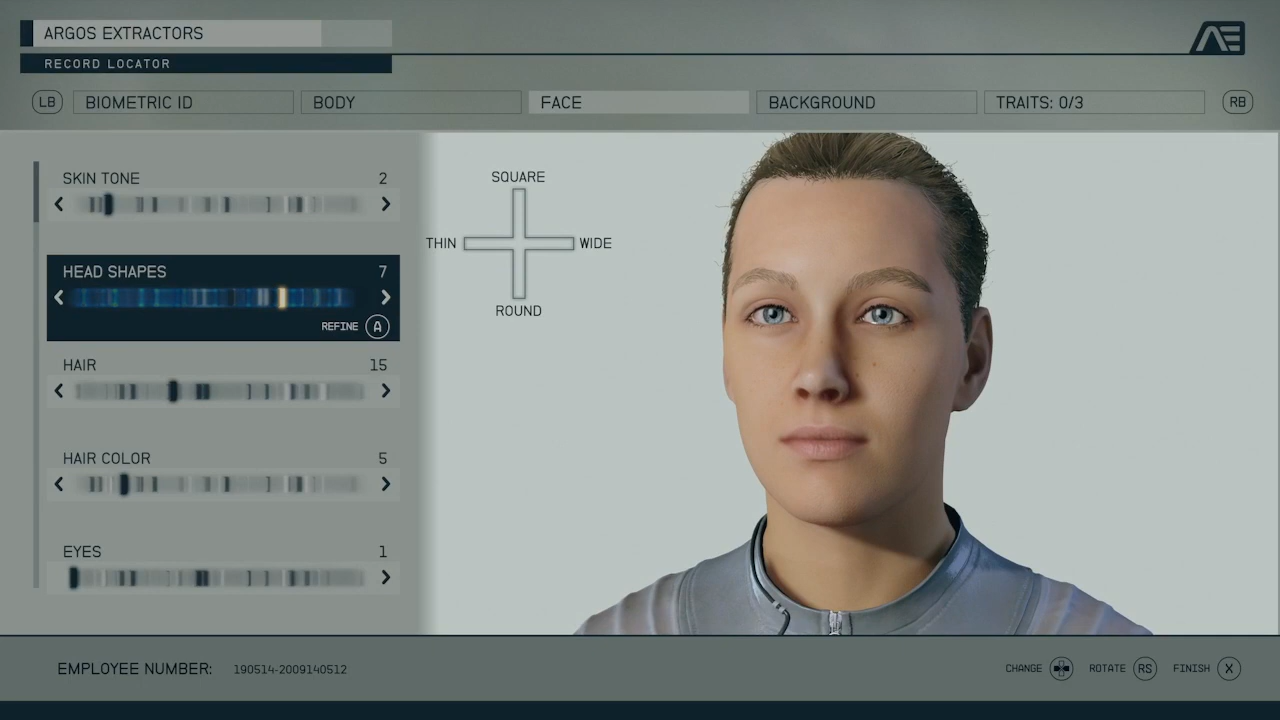 ARGOS EXTRACTORS
AE
RECORD LOCATOR
LB BIOMETRIC ID BODY FACE BACKGROUND TRAITS: 0/3 RB
SKIN TONE 2
HEAD SHAPES 7
REFINE A
HAIR 15
HAIR COLOR 5
EYES 1
SQUARE
THIN WIDE
ROUND
EMPLOYEE NUMBER: 190514-2009140512
CHANGE ROTATE RS FINISH X